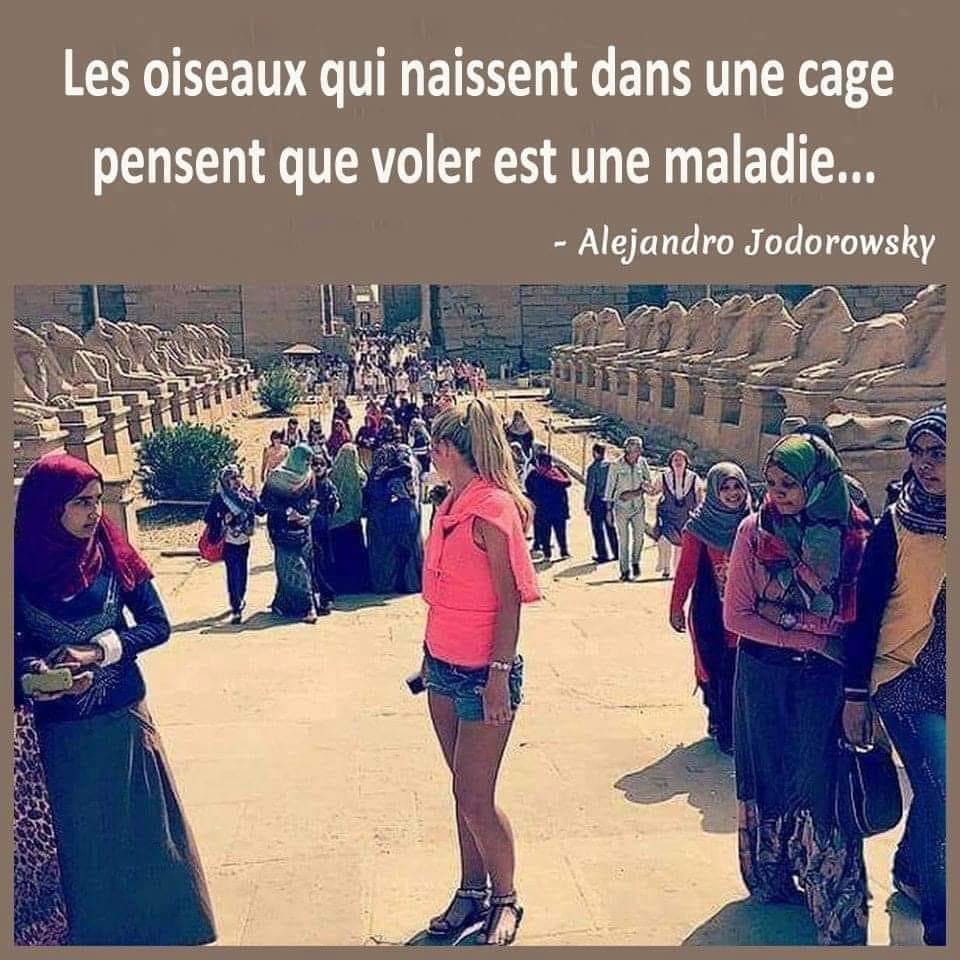 Les oiseaux qui naissent dans une cage
pensent que voler est une maladie...
- Alejandro Jodorowsky